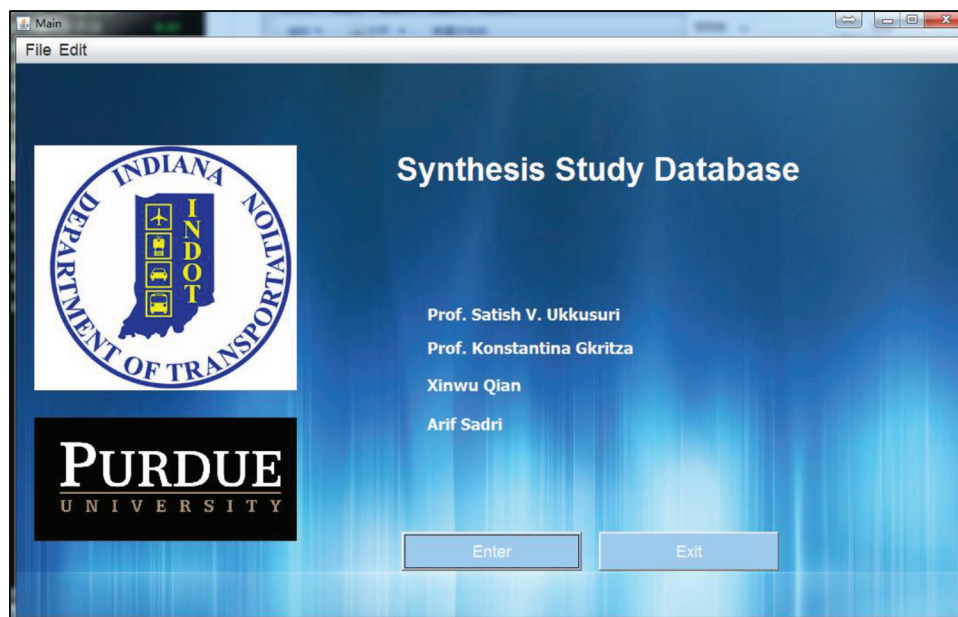 Main
File Edit
INDIANA
DEPARTMENT OF TRANSPORTATION
INDOT
Synthesis Study Database
Prof. Satish V. Ukkusuri
Prof. Konstantina Gkritza
Xinwu Qian
Arif Sadri
PURDUE
UNIVERSITY
Enter
Exit